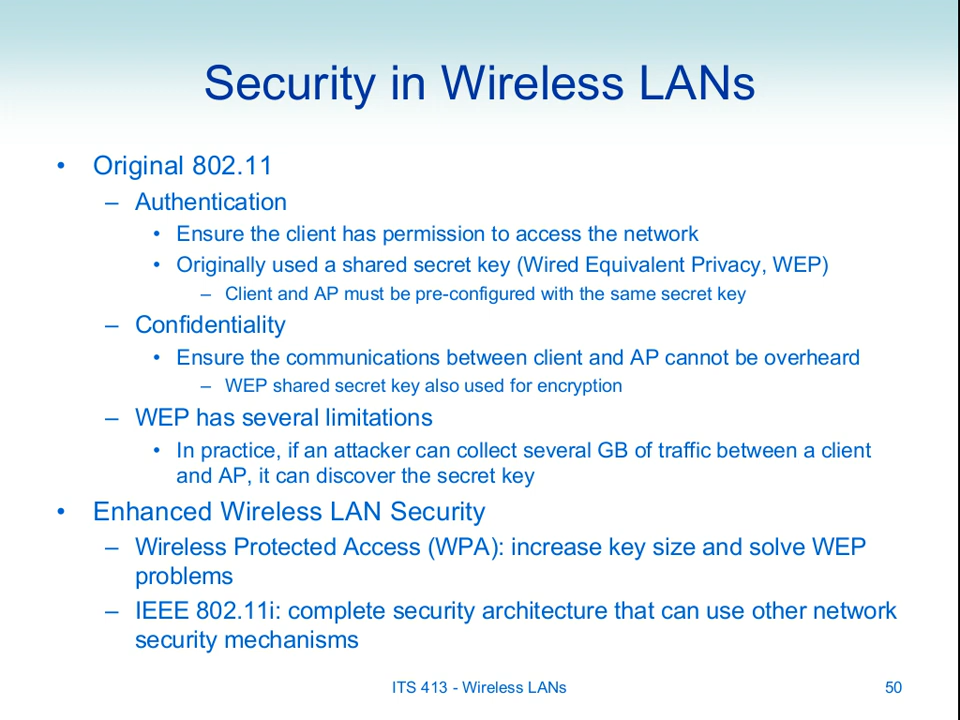 Security in Wireless LANs
• Original 802.11
– Authentication
• Ensure the client has permission to access the network
• Originally used a shared secret key (Wired Equivalent Privacy, WEP)
– Client and AP must be pre-configured with the same secret key
– Confidentiality
• Ensure the communications between client and AP cannot be overheard
– WEP shared secret key also used for encryption
– WEP has several limitations
• In practice, if an attacker can collect several GB of traffic between a client
and AP, it can discover the secret key
• Enhanced Wireless LAN Security
– Wireless Protected Access (WPA): increase key size and solve WEP
problems
– IEEE 802.11i: complete security architecture that can use other network
security mechanisms
ITS 413 - Wireless LANs
50